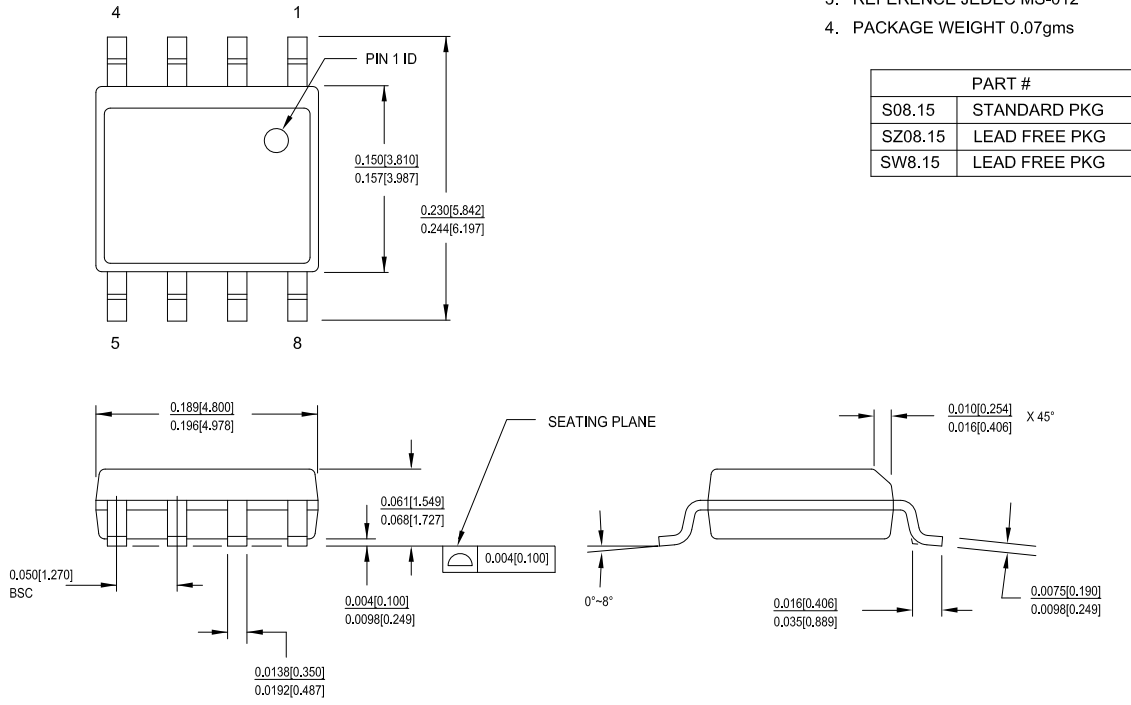 3. REFERENCE JEDEC MS-012
4. PACKAGE WEIGHT 0.07gms
PART #
S08.15 STANDARD PKG
SZ08.15 LEAD FREE PKG
SW8.15 LEAD FREE PKG
4 1
PIN 1 ID
0.150[3.810]
0.157[3.987]
0.230[5.842]
0.244[6.197]
5 8
0.189[4.800]
0.196[4.978]
SEATING PLANE
0.010[0.254]
0.016[0.406]
X 45°
0.061[1.549]
0.068[1.727]
0.004[0.100]
0.050[1.270]
BSC
0.004[0.100]
0.0098[0.249]
0°~8°
0.016[0.406]
0.035[0.889]
0.0075[0.190]
0.0098[0.249]
0.0138[0.350]
0.0192[0.487]